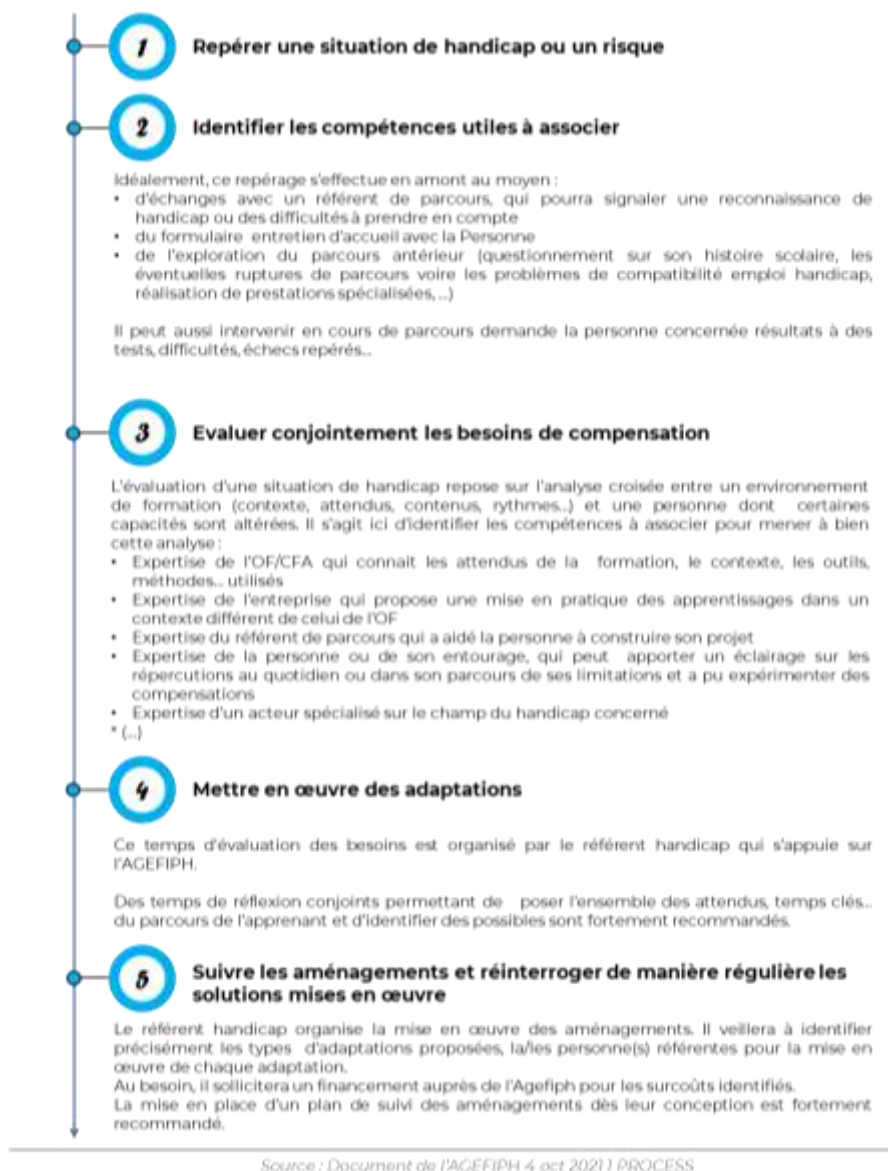 1
Repérer une situation de handicap ou un risque
2
Identifier les compétences utiles à associer
Idéalement, ce repérage s'effectue en amont au moyen :
• d'échanges avec un référent de parcours, qui pourra signaler une reconnaissance de
handicap ou des difficultés à prendre en compte
• du formulaire entretien d'accueil avec la Personne
• de l'exploration du parcours antérieur (questionnement sur son histoire scolaire, les
éventuelles ruptures de parcours voire les problèmes de compatibilité emploi handicap,
réalisation de prestations spécialisées, ...)
Il peut aussi intervenir en cours de parcours demande la personne concernée résultats à des
tests, difficultés, échecs repérés...
3
Evaluer conjointement les besoins de compensation
L'évaluation d'une situation de handicap repose sur l'analyse croisée entre un environnement
de formation (contexte, attendus, contenus, rythmes...) et une personne dont certaines
capacités sont altérées. Il s'agit ici d'identifier les compétences à associer pour mener à bien
cette analyse :
• Expertise de l'OF/CFA qui connait les attendus de la formation, le contexte, les outils,
méthodes... utilisés
• Expertise de l'entreprise qui propose une mise en pratique des apprentissages dans un
contexte différent de celui de l'OF
• Expertise du référent de parcours qui a aidé la personne à construire son projet
• Expertise de la personne ou de son entourage, qui peut apporter un éclairage sur les
répercutions au quotidien ou dans son parcours de ses limitations et a pu expérimenter des
compensations
• Expertise d'un acteur spécialisé sur le champ du handicap concerné
* (...)
4
Mettre en œuvre des adaptations
Ce temps d'évaluation des besoins est organisé par le référent handicap qui s'appuie sur
l'AGEFIPH.
Des temps de réflexion conjoints permettant de poser l'ensemble des attendus, temps clés...
du parcours de l'apprenant et d'identifier des possibles sont fortement recommandés.
5
Suivre les aménagements et réinterroger de manière régulière les
solutions mises en œuvre
Le référent handicap organise la mise en œuvre des aménagements. Il veillera à identifier
précisément les types d'adaptations proposées, la/les personne(s) référentes pour la mise en
œuvre de chaque adaptation.
Au besoin, il sollicitera un financement auprès de l'Agefiph pour les surcoûts identifiés.
La mise en place d'un plan de suivi des aménagements dès leur conception est fortement
recommandé.
Source : Document de l'AGEFIPH 4 oct 2021 1 PROCESS